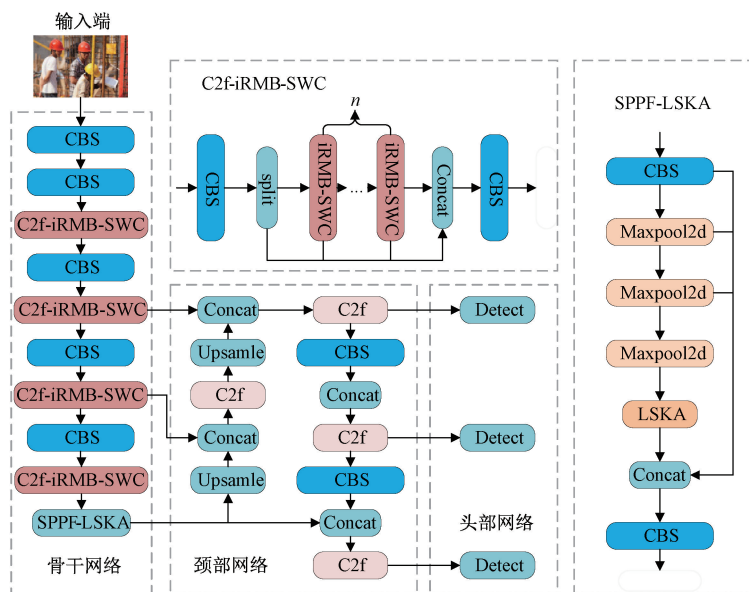 输入端
CBS
CBS
C2f-iRMB-SWC
CBS
C2f-iRMB-SWC
CBS
C2f-iRMB-SWC
CBS
C2f-iRMB-SWC
SPPF-LSKA
骨干网络
C2f-iRMB-SWC
n
CBS
split
iRMB-SWC
...
iRMB-SWC
Concat
CBS
Concat
Upsamle
C2f
Concat
Upsamle
颈部网络
C2f
CBS
Concat
C2f
CBS
Concat
C2f
Detect
Detect
头部网络
Detect
SPPF-LSKA
CBS
Maxpool2d
Maxpool2d
Maxpool2d
LSKA
Concat
CBS